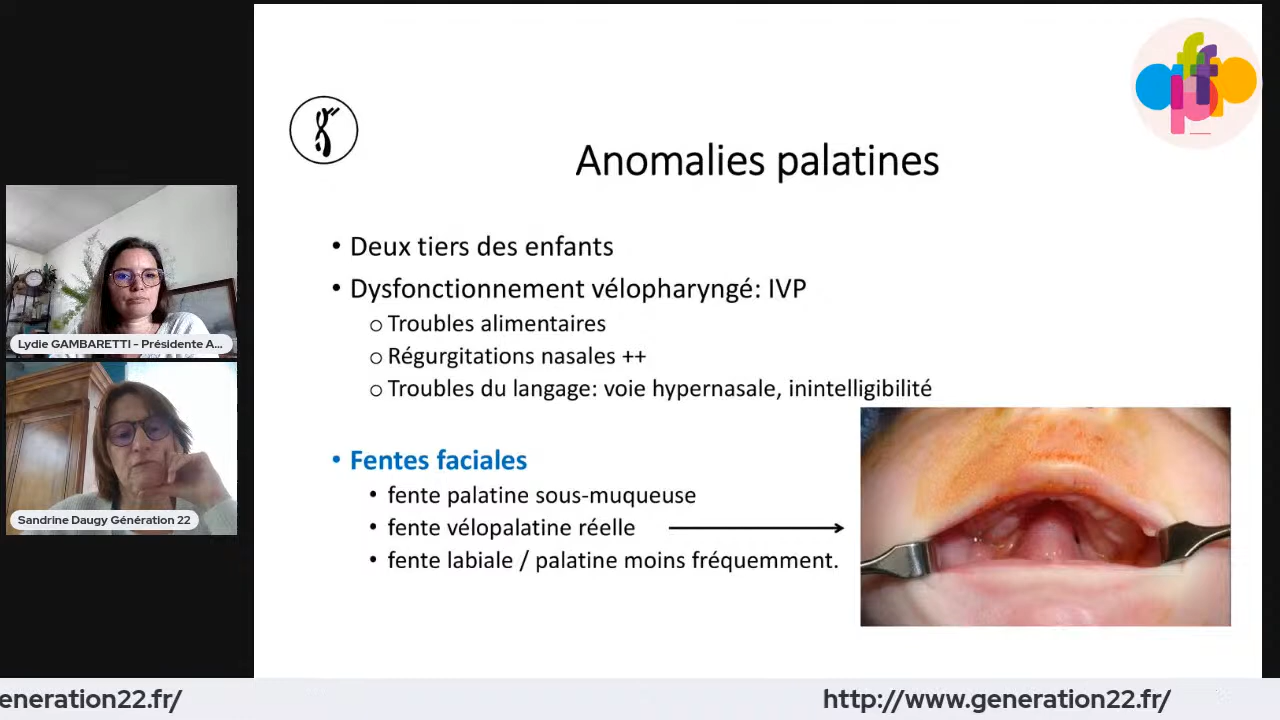 Anomalies palatines
• Deux tiers des enfants
• Dysfonctionnement vélopharyngé: IVP
o Troubles alimentaires
o Régurgitations nasales ++
o Troubles du langage: voie hypernasale, inintelligibilité
• Fentes faciales
• fente palatine sous-muqueuse
• fente vélopalatine réelle
• fente labiale / palatine moins fréquemment.
Lydie GAMBARETTI - Présidente A...
Sandrine Daugy Génération 22
eneration22.fr/
http://www.generation22.fr/